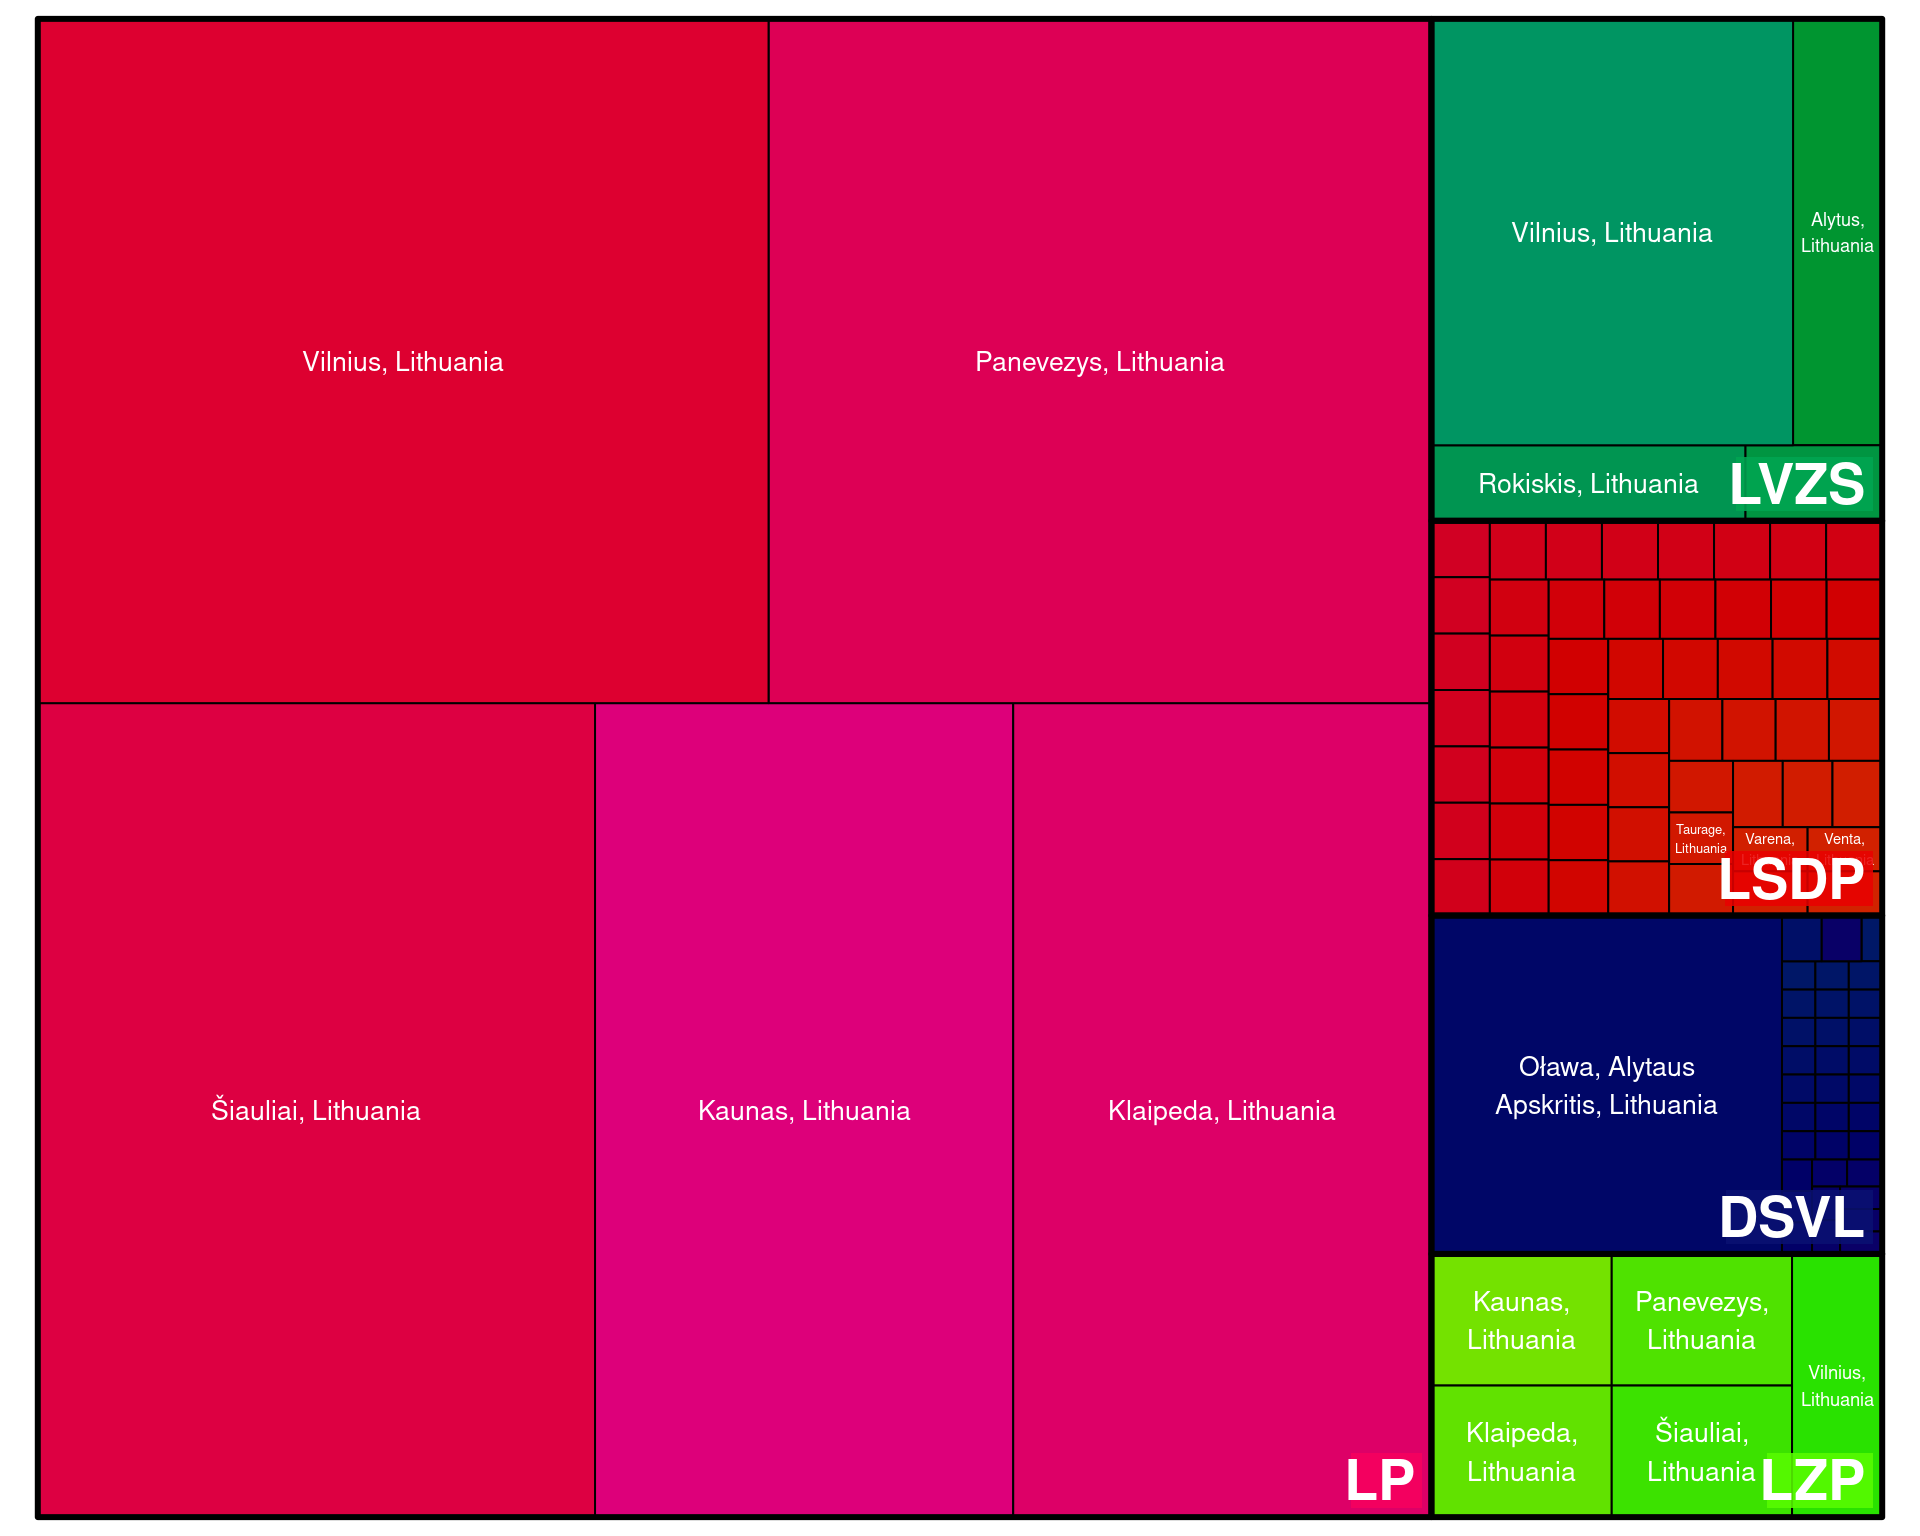 Vilnius, Lithuania
Panevezys, Lithuania
Šiauliai, Lithuania
Kaunas, Lithuania
Klaipeda, Lithuania
LP
Vilnius, Lithuania
Alytus,
Lithuania
Rokiskis, Lithuania
LVZS
Taurage,
Lithuania
Varena,
Venta,
LSDP
Oława, Alytaus
Apskritis, Lithuania
DSVL
Kaunas,
Lithuania
Panevezys,
Lithuania
Klaipeda,
Lithuania
Šiauliai,
Lithuania
Vilnius,
Lithuania
LZP